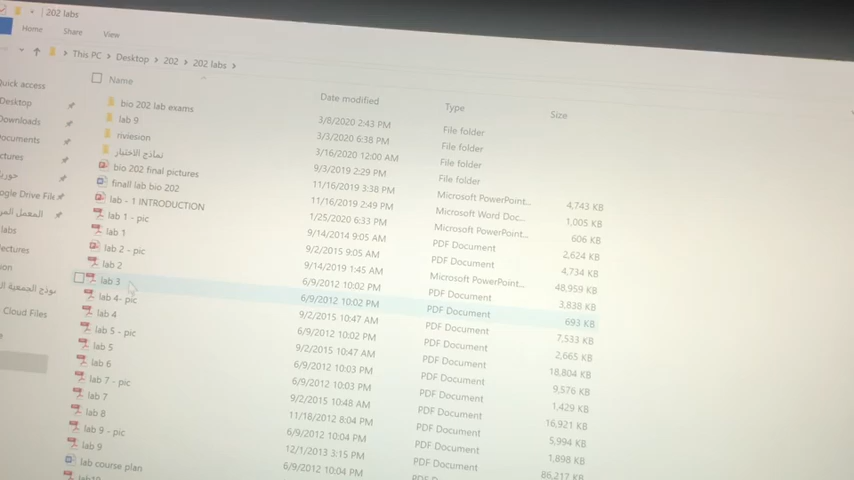 202 labs
Home Share View
This PC > Desktop > 202 > 202 labs >
Name Date modified Type Size
Quick access
Desktop
Downloads
ocuments
ctures
حوري
ogle Drive File
المعمل المر
labs
ectures
ion
نموذج الجمعية ال
Cloud Files
bio 202 lab exams 3/8/2020 2:43 PM File folder
lab 9 3/3/2020 6:38 PM File folder
riviesion 3/16/2020 12:00 AM File folder
نماذج الاختبار 9/3/2019 2:29 PM File folder
bio 202 final pictures 11/16/2019 3:38 PM Microsoft PowerPoint... 4,743 KB
finall lab bio 202 11/16/2019 2:49 PM Microsoft Word Doc... 1,005 KB
lab - 1 INTRODUCTION 1/25/2020 6:33 PM Microsoft PowerPoint... 606 KB
lab 1 - pic 9/14/2014 9:05 AM PDF Document 2,624 KB
lab 1 9/2/2015 9:05 AM PDF Document 4,734 KB
lab 2 - pic 9/14/2019 1:45 AM Microsoft PowerPoint... 48,959 KB
lab 2 6/9/2012 10:02 PM PDF Document 3,838 KB
lab 3 6/9/2012 10:02 PM PDF Document 693 KB
lab 4- pic 9/2/2015 10:47 AM PDF Document 7,533 KB
lab 4 6/9/2012 10:02 PM PDF Document 2,665 KB
lab 5 - pic 9/2/2015 10:47 AM PDF Document 18,804 KB
lab 5 6/9/2012 10:03 PM PDF Document 9,576 KB
lab 6 6/9/2012 10:03 PM PDF Document 1,429 KB
lab 7 - pic 9/2/2015 10:48 AM PDF Document 16,921 KB
lab 7 11/18/2012 8:04 PM PDF Document 5,994 KB
lab 8 6/9/2012 10:04 PM PDF Document 1,898 KB
lab 9 - pic 12/1/2013 3:15 PM PDF Document 86,217 KB
lab 9 6/9/2012 10:04 PM PDF Document
lab course plan
lab10